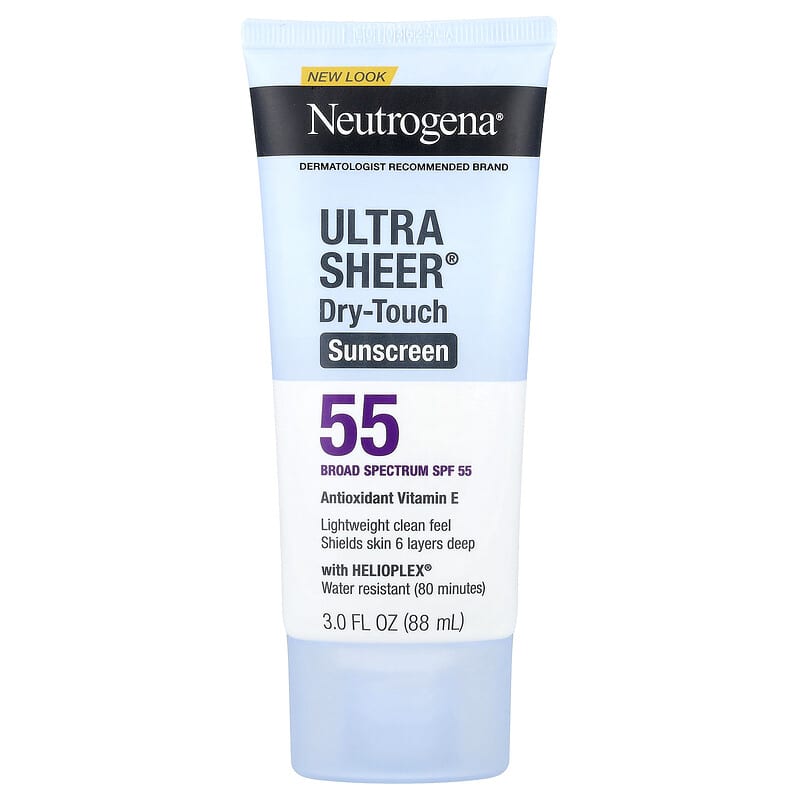 NEW LOOK
Neutrogena®
DERMATOLOGIST RECOMMENDED BRAND
ULTRA
SHEER®
Dry-Touch
Sunscreen
55
BROAD SPECTRUM SPF 55
Antioxidant Vitamin E
Lightweight clean feel
Shields skin 6 layers deep
with HELIOPLEX®
Water resistant (80 minutes)
3.0 FL OZ (88 mL)